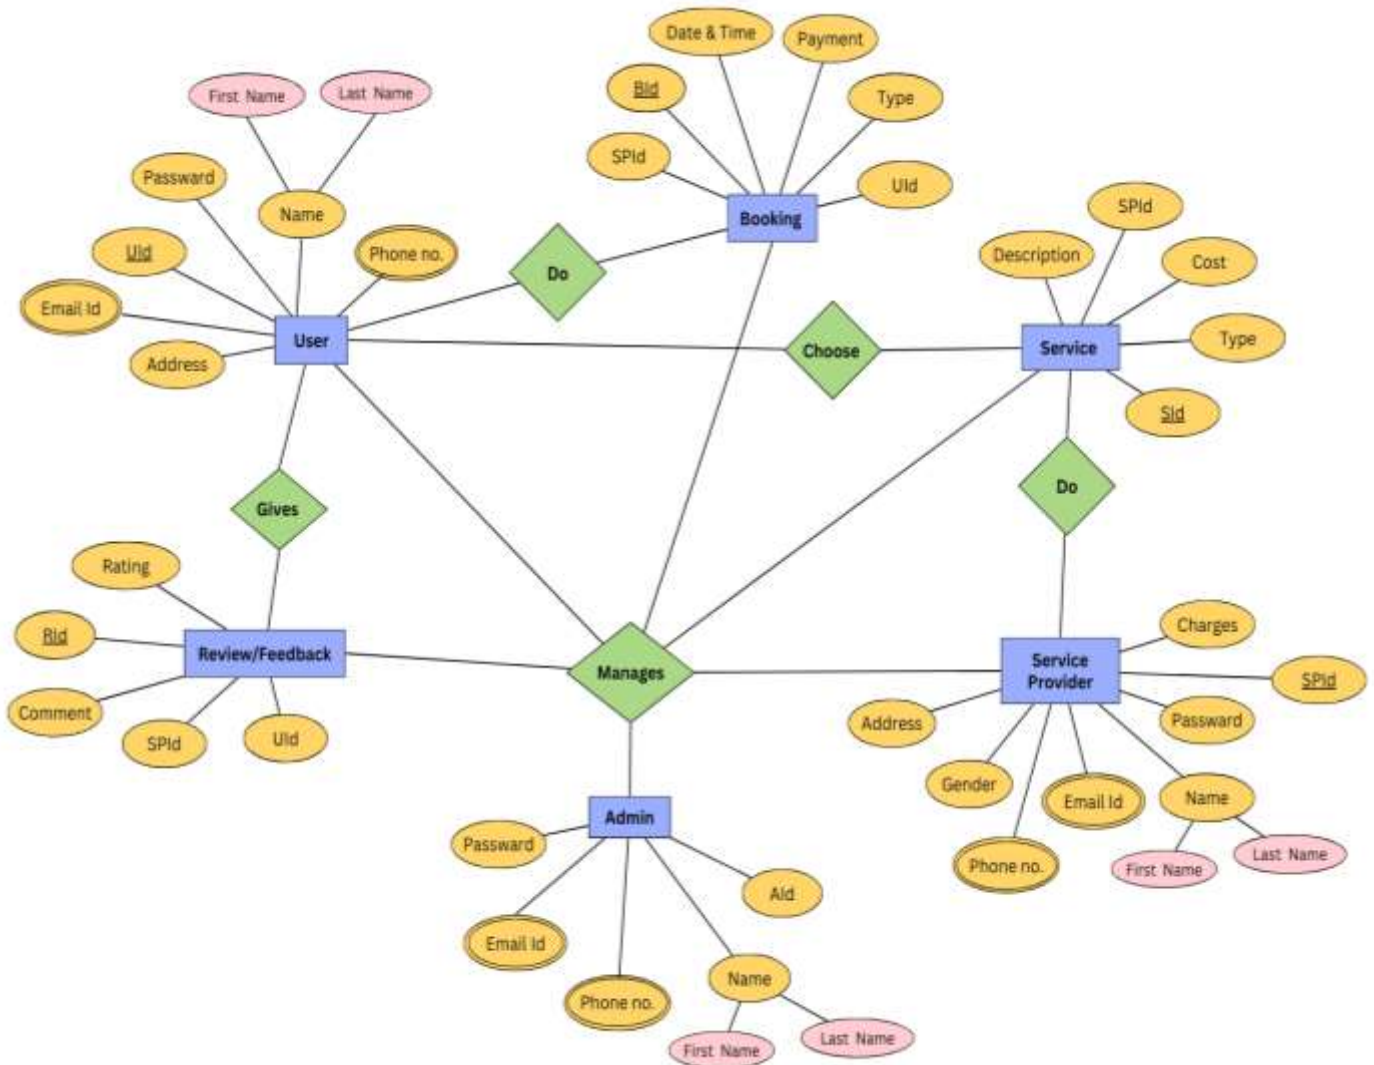 Date & Time
Payment
First Name
Last Name
BId
Type
SPId
Passward
Name
UId
Booking
SPId
UId
Phone no.
Do
Description
Cost
Email Id
User
Choose
Service
Type
Address
SId
Do
Gives
Rating
RId
Review/Feedback
Manages
Service
Provider
Charges
SPId
Comment
SPId
UId
Address
Passward
Gender
Email Id
Name
Admin
Passward
Phone no.
First Name
Last Name
AId
Email Id
Name
Phone no.
First Name
Last Name